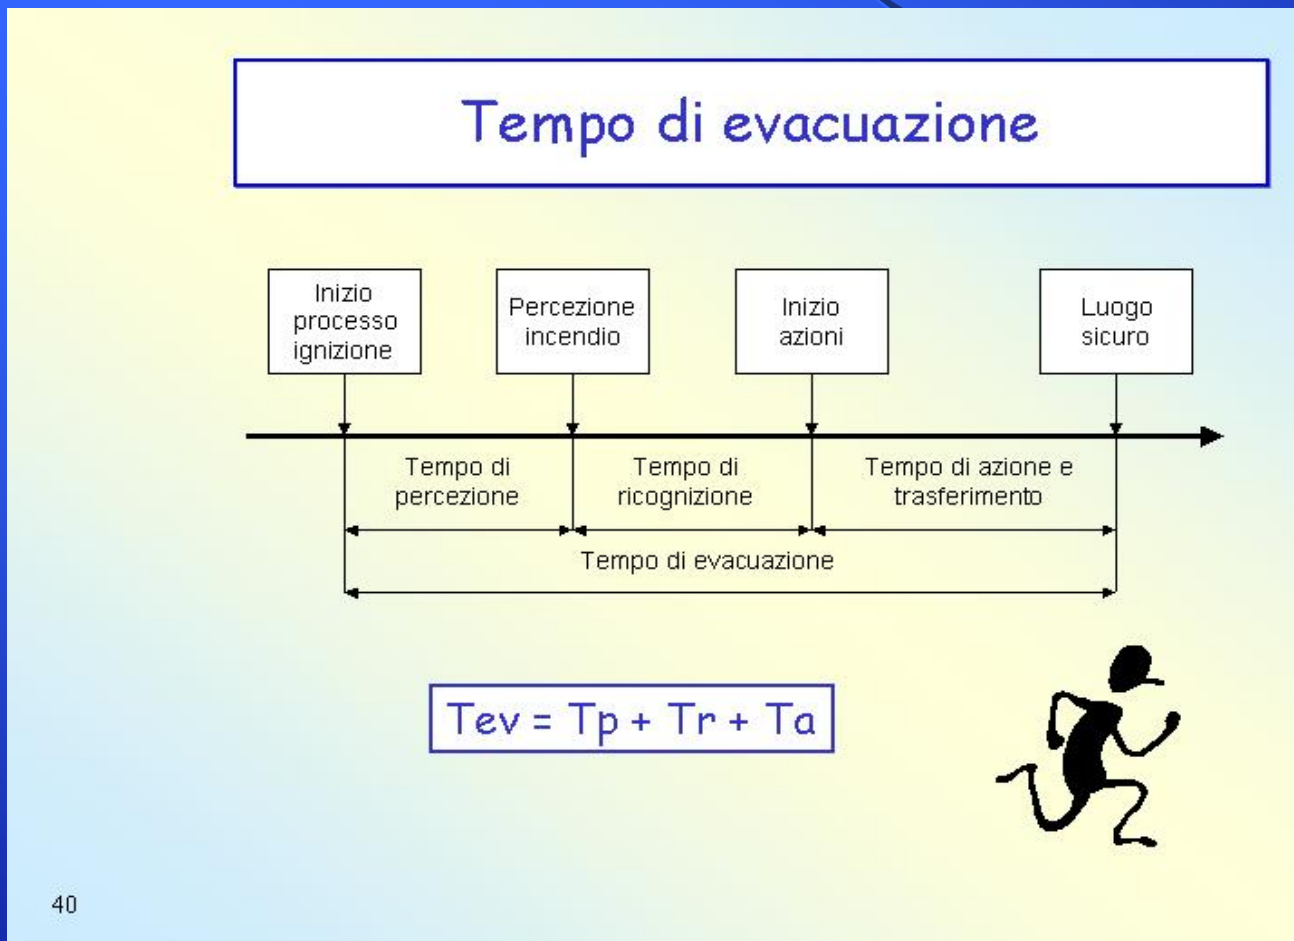 Tempo di evacuazione
Inizio
processo
ignizione
Percezione
incendio
Inizio
azioni
Luogo
sicuro
Tempo di
percezione
Tempo di
ricognizione
Tempo di azione e
trasferimento
Tempo di evacuazione
Tev = Tp + Tr + Ta
40